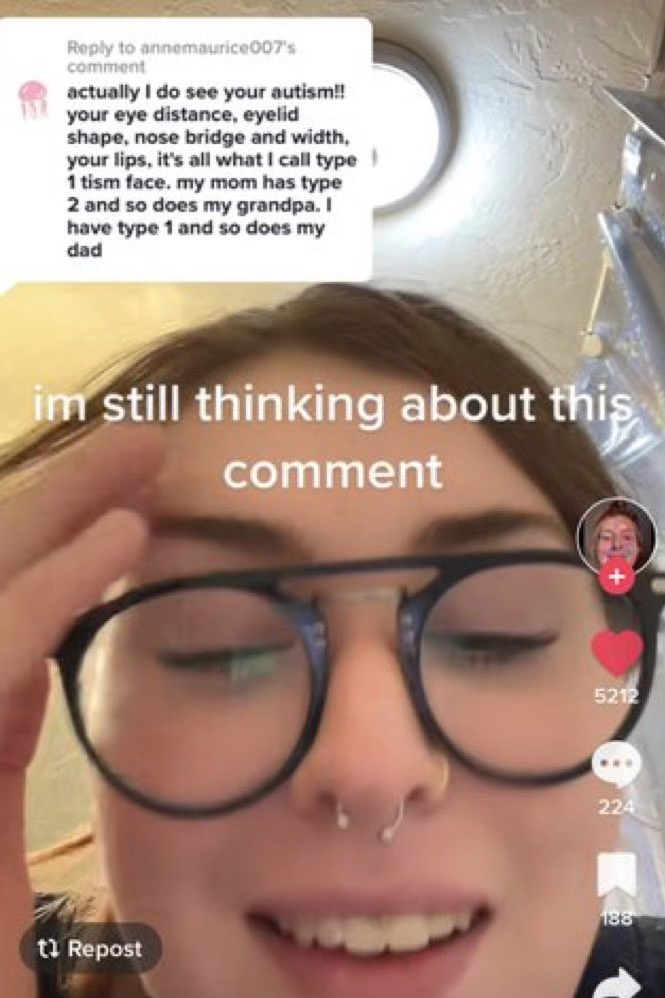 Reply to annemaurice007's
comment
actually I do see your autism!!
your eye distance, eyelid
shape, nose bridge and width,
your lips, it's all what I call type
1 tism face. my mom has type
2 and so does my grandpa. I
have type 1 and so does my
dad
im still thinking about this
comment
5212
224
188
Repost